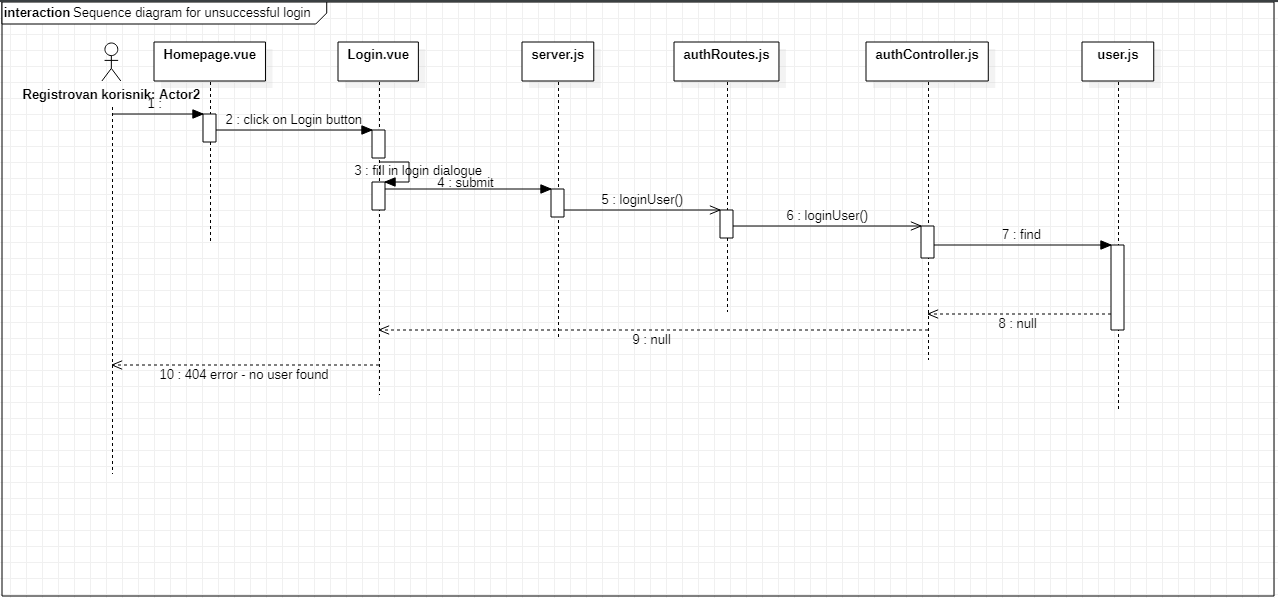 interaction Sequence diagram for unsuccessful login
Homepage.vue
Login.vue
server.js
authRoutes.js
authController.js
user.js
Registrovan korisnik: Actor2
1 :
2 : click on Login button
3 : fill in login dialogue
4 : submit
5 : loginUser()
6 : loginUser()
7 : find
8 : null
9 : null
10 : 404 error - no user found